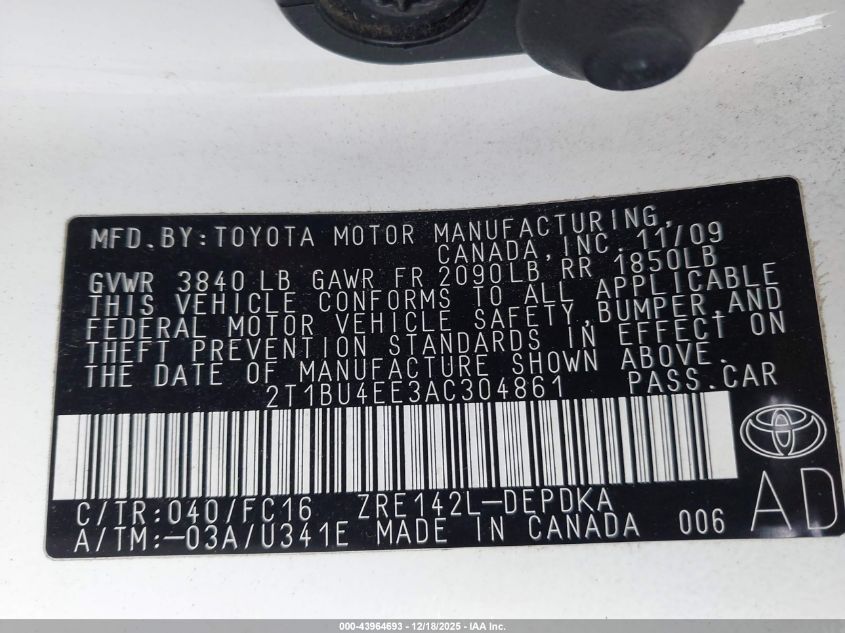 MFD.BY:TOYOTA MOTOR MANUFACTURING,
CANADA,INC. 11/09
GVWR 3840LB GAWR FR 2090LB RR 1850LB
THIS VEHICLE CONFORMS TO ALL APPLICABLE
FEDERAL MOTOR VEHICLE SAFETY,BUMPER,AND
THEFT PREVENTION STANDARDS IN EFFECT ON
THE DATE OF MANUFACTURE SHOWN ABOVE.
2T1BU4EE3AC304861 PASS.CAR
C/TR:040/FC16 ZRE142L-DEPDKA
A/TM:-03A/U341E MADE IN CANADA 006
AD
000-43964693 - 12/18/2025 - IAA Inc.